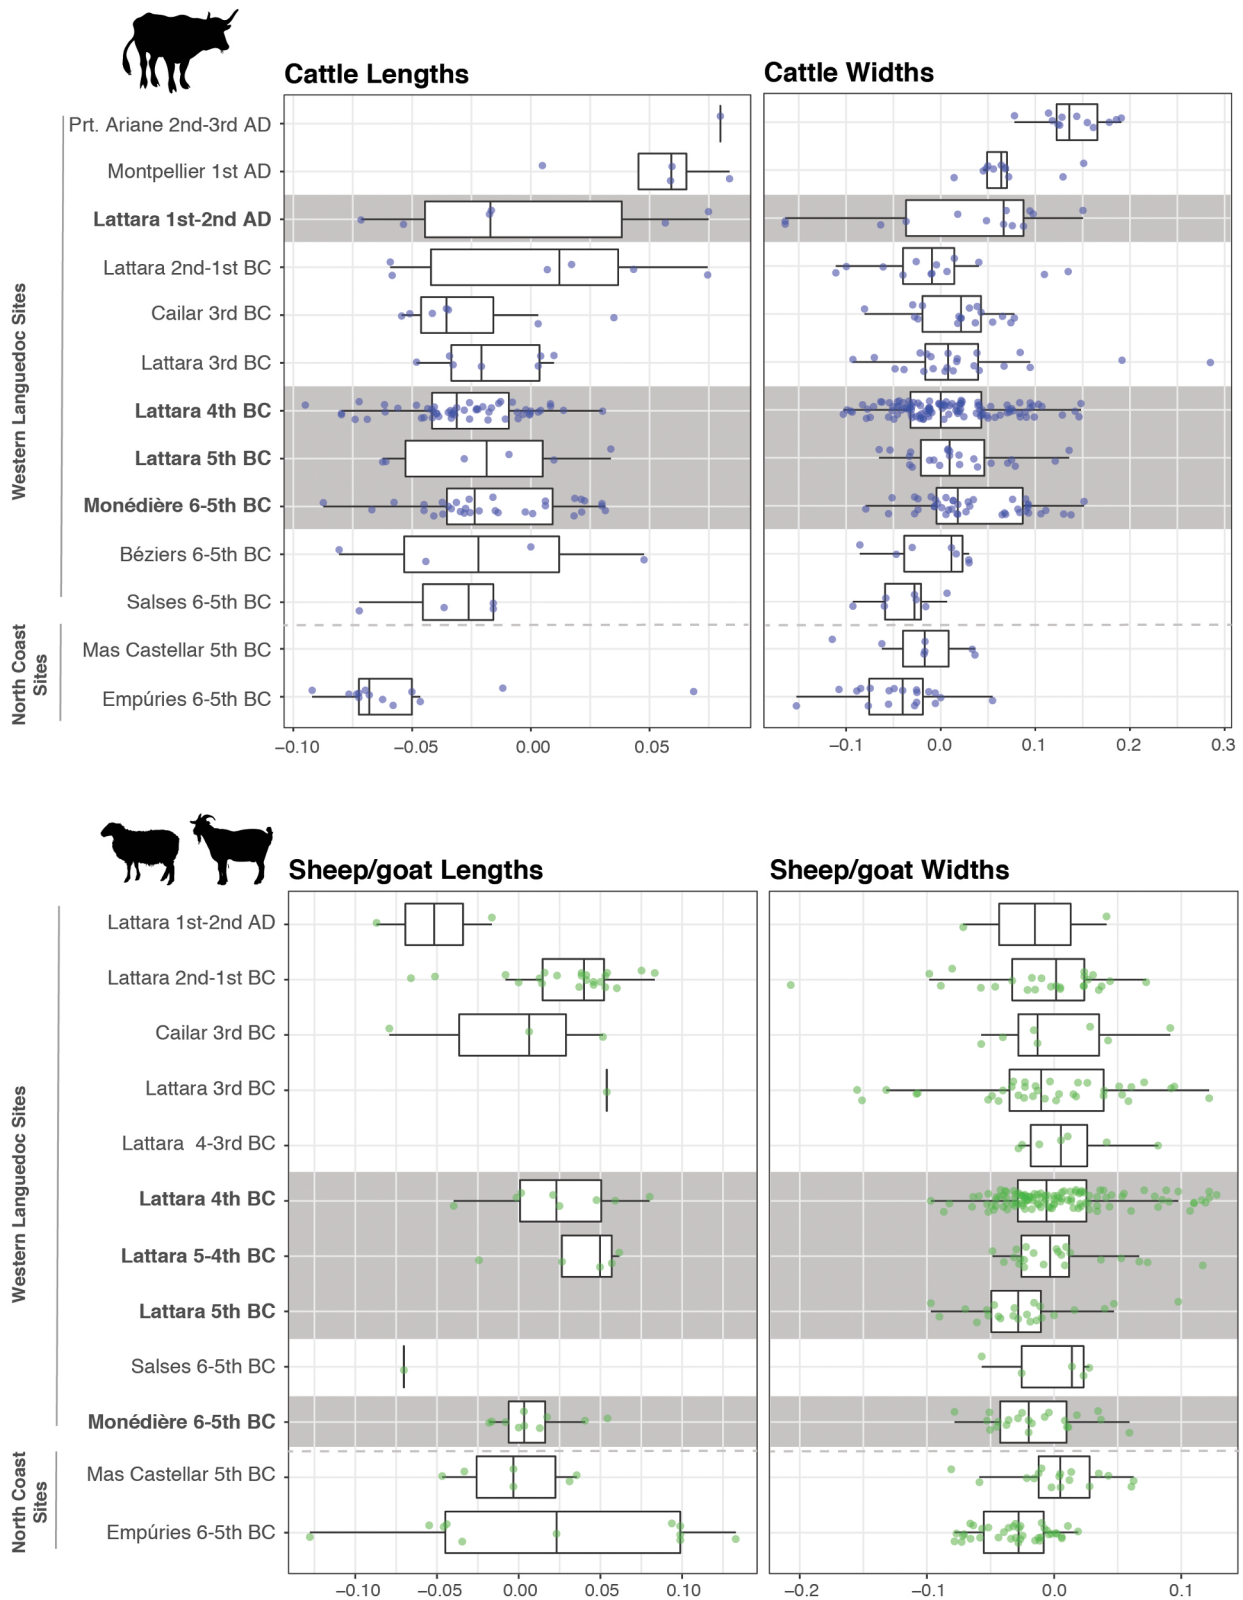 Cattle Lengths
Cattle Widths
Western Languedoc Sites
Prt. Ariane 2nd-3rd AD
Montpellier 1st AD
Lattara 1st-2nd AD
Lattara 2nd-1st BC
Cailar 3rd BC
Lattara 3rd BC
Lattara 4th BC
Lattara 5th BC
Monédière 6-5th BC
Béziers 6-5th BC
Salses 6-5th BC
North Coast
Sites
Mas Castellar 5th BC
Empúries 6-5th BC
−0.10 −0.05 0.00 0.05
−0.1 0.0 0.1 0.2 0.3
Sheep/goat Lengths
Sheep/goat Widths
Western Languedoc Sites
Lattara 1st-2nd AD
Lattara 2nd-1st BC
Cailar 3rd BC
Lattara 3rd BC
Lattara 4-3rd BC
Lattara 4th BC
Lattara 5-4th BC
Lattara 5th BC
Salses 6-5th BC
Monédière 6-5th BC
North Coast
Sites
Mas Castellar 5th BC
Empúries 6-5th BC
−0.10 −0.05 0.00 0.05 0.10
−0.2 −0.1 0.0 0.1